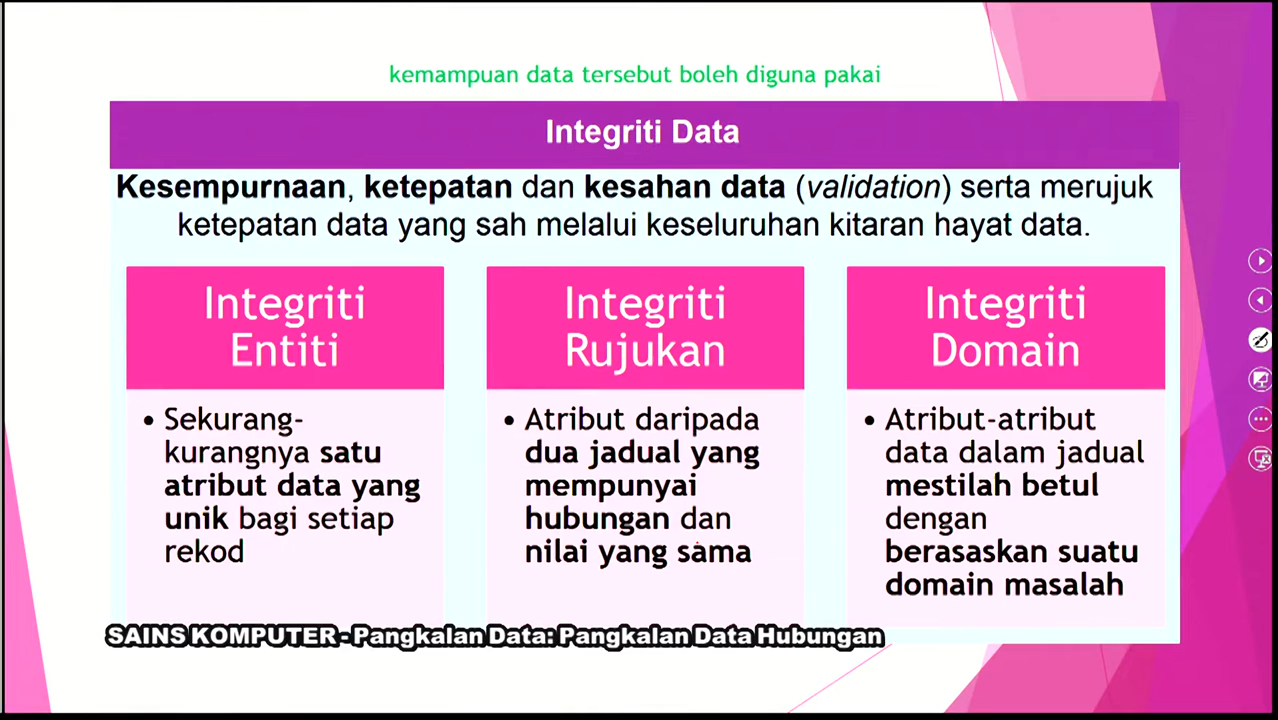 kemampuan data tersebut boleh diguna pakai
Integriti Data
Kesempurnaan, ketepatan dan kesahan data (validation) serta merujuk
ketepatan data yang sah melalui keseluruhan kitaran hayat data.
Integriti
Entiti
• Sekurang-
kurangnya satu
atribut data yang
unik bagi setiap
rekod
Integriti
Rujukan
• Atribut daripada
dua jadual yang
mempunyai
hubungan dan
nilai yang sama
Integriti
Domain
• Atribut-atribut
data dalam jadual
mestilah betul
dengan
berasaskan suatu
domain masalah
SAINS KOMPUTER - Pangkalan Data: Pangkalan Data Hubungan